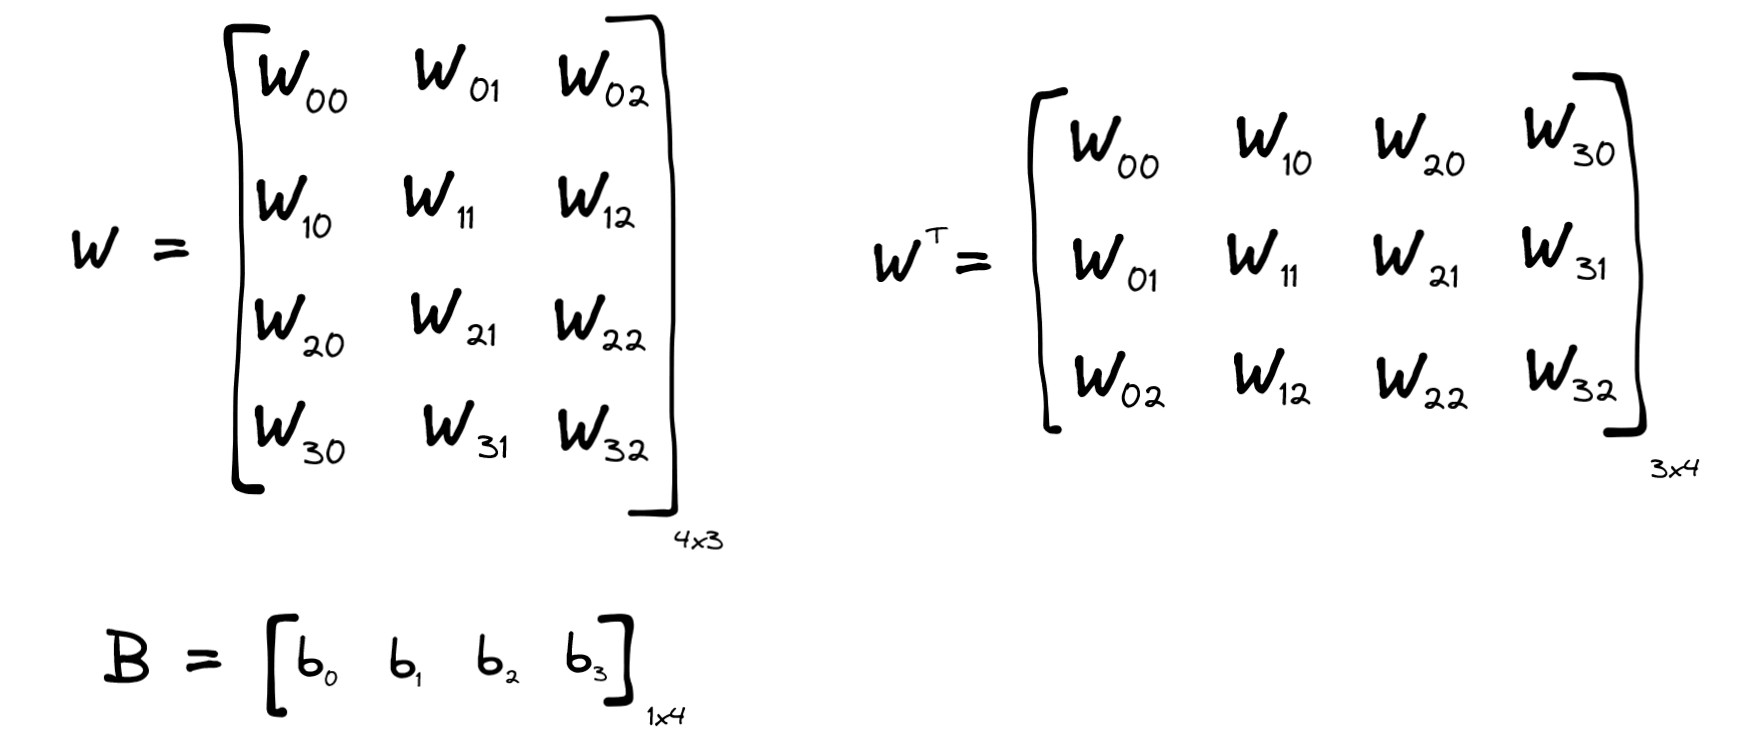 W = [ W00 W01 W02
W10 W11 W12
W20 W21 W22
W30 W31 W32 ] 4x3
W^T = [ W00 W10 W20 W30
W01 W11 W21 W31
W02 W12 W22 W32 ] 3x4
B = [ b0 b1 b2 b3 ] 1x4